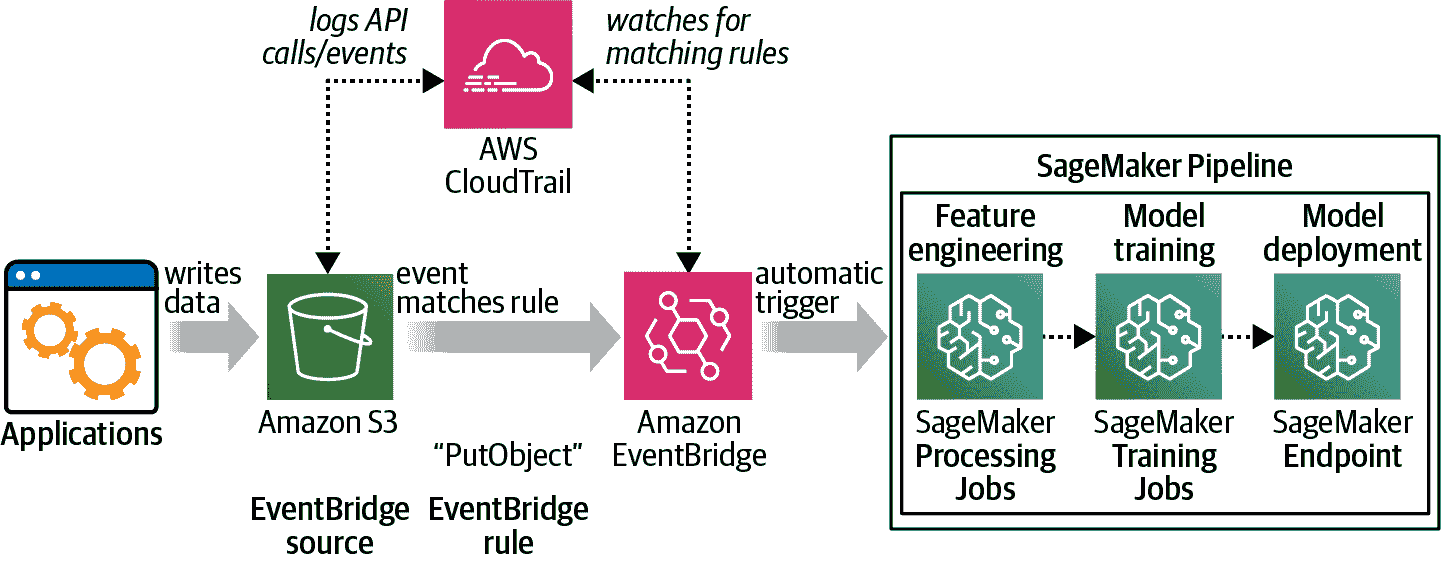 logs API
calls/events
watches for
matching rules
AWS
CloudTrail
SageMaker Pipeline
Feature
engineering
Model
training
Model
deployment
writes
data
event
matches rule
automatic
trigger
Applications
Amazon S3
"PutObject"
Amazon
EventBridge
SageMaker
Processing
Jobs
SageMaker
Training
Jobs
SageMaker
Endpoint
EventBridge
source
EventBridge
rule